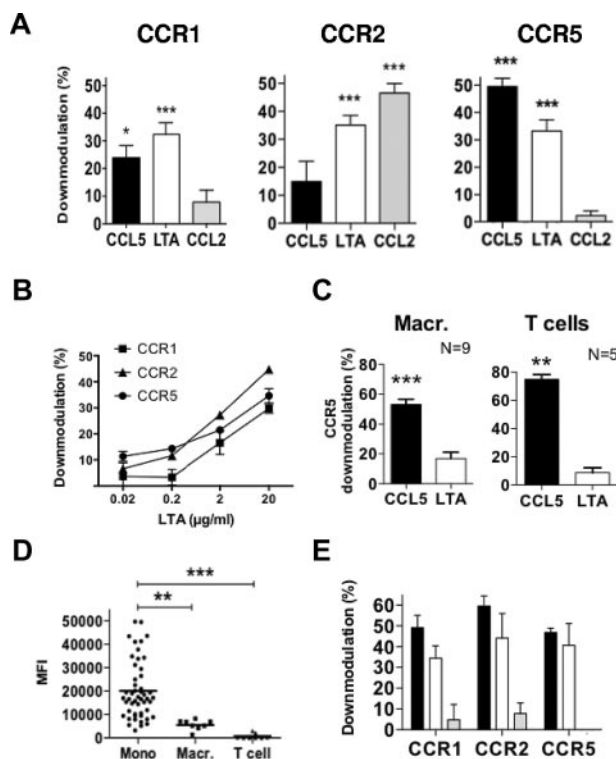 A
CCR1
CCR2
CCR5
Downmodulation (%)
50
40
30
20
10
0
*
***
CCL5 LTA CCL2
50
40
30
20
10
0
***
***
CCL5 LTA CCL2
50
40
30
20
10
0
***
***
CCL5 LTA CCL2
B
Downmodulation (%)
50
40
30
20
10
CCR1
CCR2
CCR5
0.02 0.2 2 20
LTA (µg/ml)
C
Macr.
N=9
CCR5
downmodulation (%)
80
60
40
20
0
***
CCL5 LTA
T cells
N=5
80
60
40
20
0
**
CCL5 LTA
D
MFI
50000
40000
30000
20000
10000
0
***
**
Mono Macr. T cell
E
Downmodulation (%)
60
50
40
30
20
10
0
CCR1 CCR2 CCR5